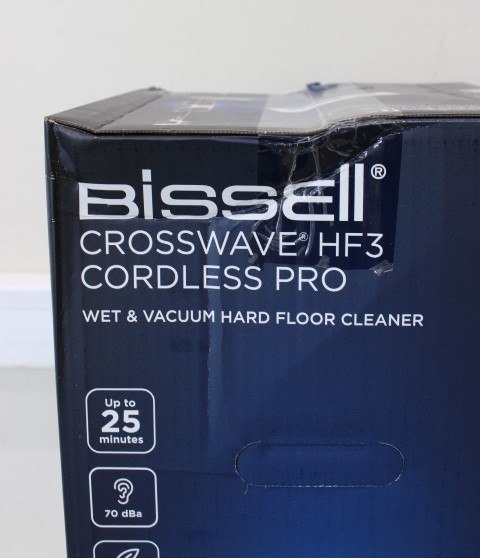 BISSELL®
CROSSWAVE® HF3
CORDLESS PRO
WET & VACUUM HARD FLOOR CLEANER
Up to
25
minutes
70 dBa